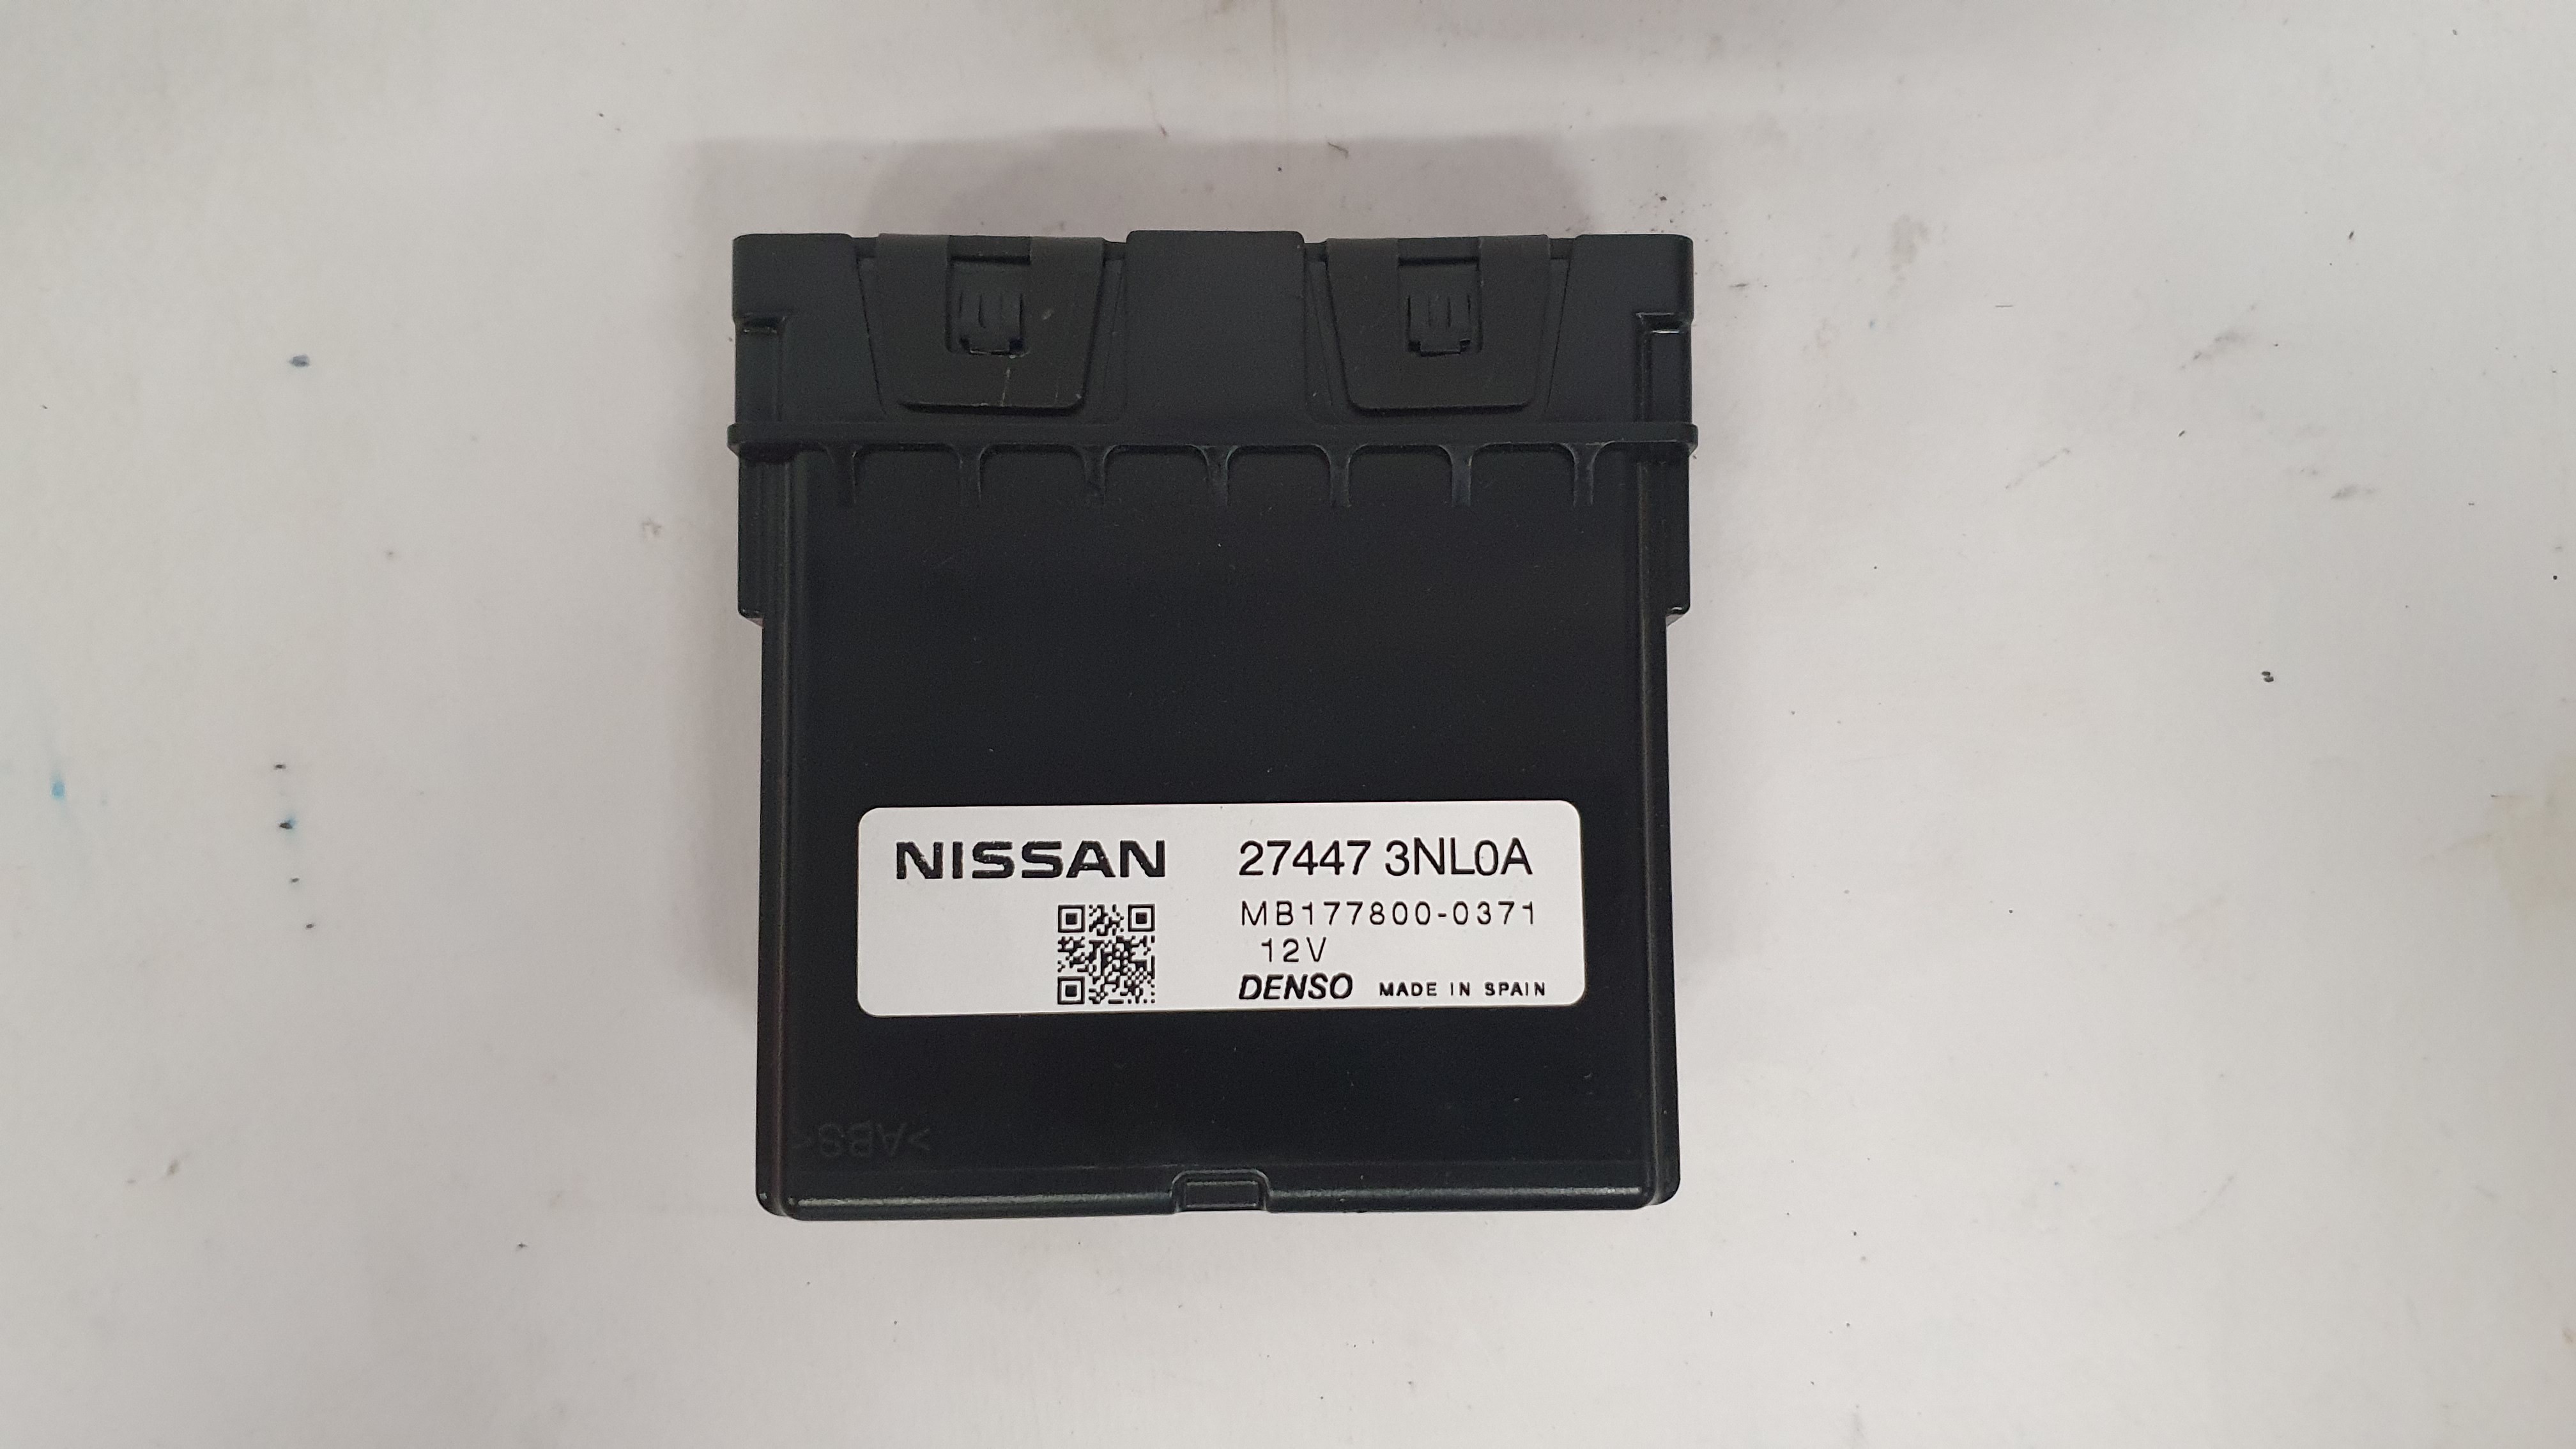 NISSAN 27447 3NL0A
MB177800-0371
12V
DENSO MADE IN SPAIN
>ABS<